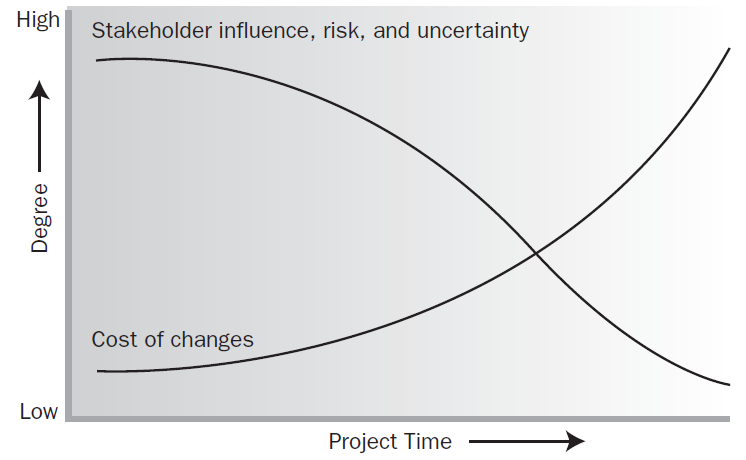 High
Stakeholder influence, risk, and uncertainty
Degree
Cost of changes
Low
Project Time